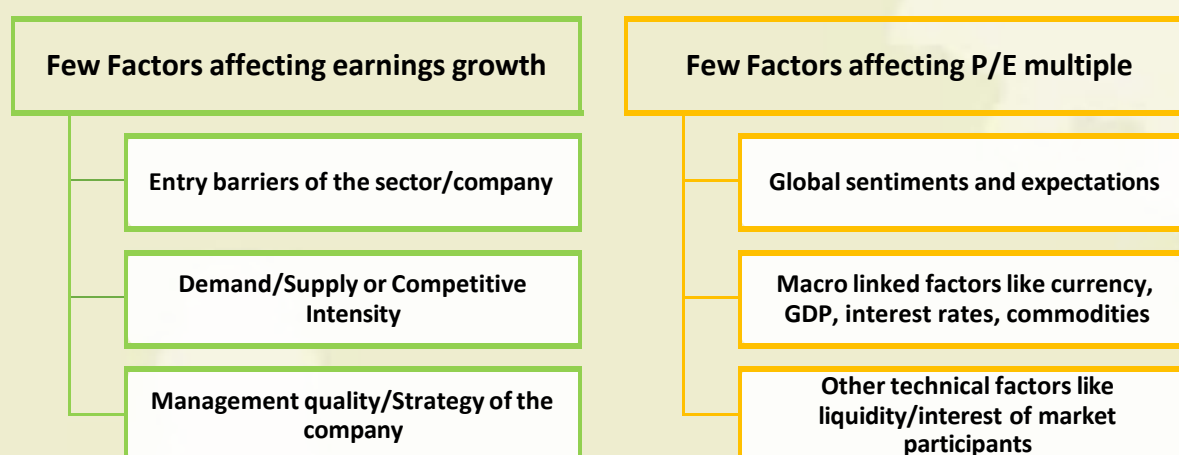 Few Factors affecting earnings growth
Entry barriers of the sector/company
Demand/Supply or Competitive
Intensity
Management quality/Strategy of the
company
Few Factors affecting P/E multiple
Global sentiments and expectations
Macro linked factors like currency,
GDP, interest rates, commodities
Other technical factors like
liquidity/interest of market
participants